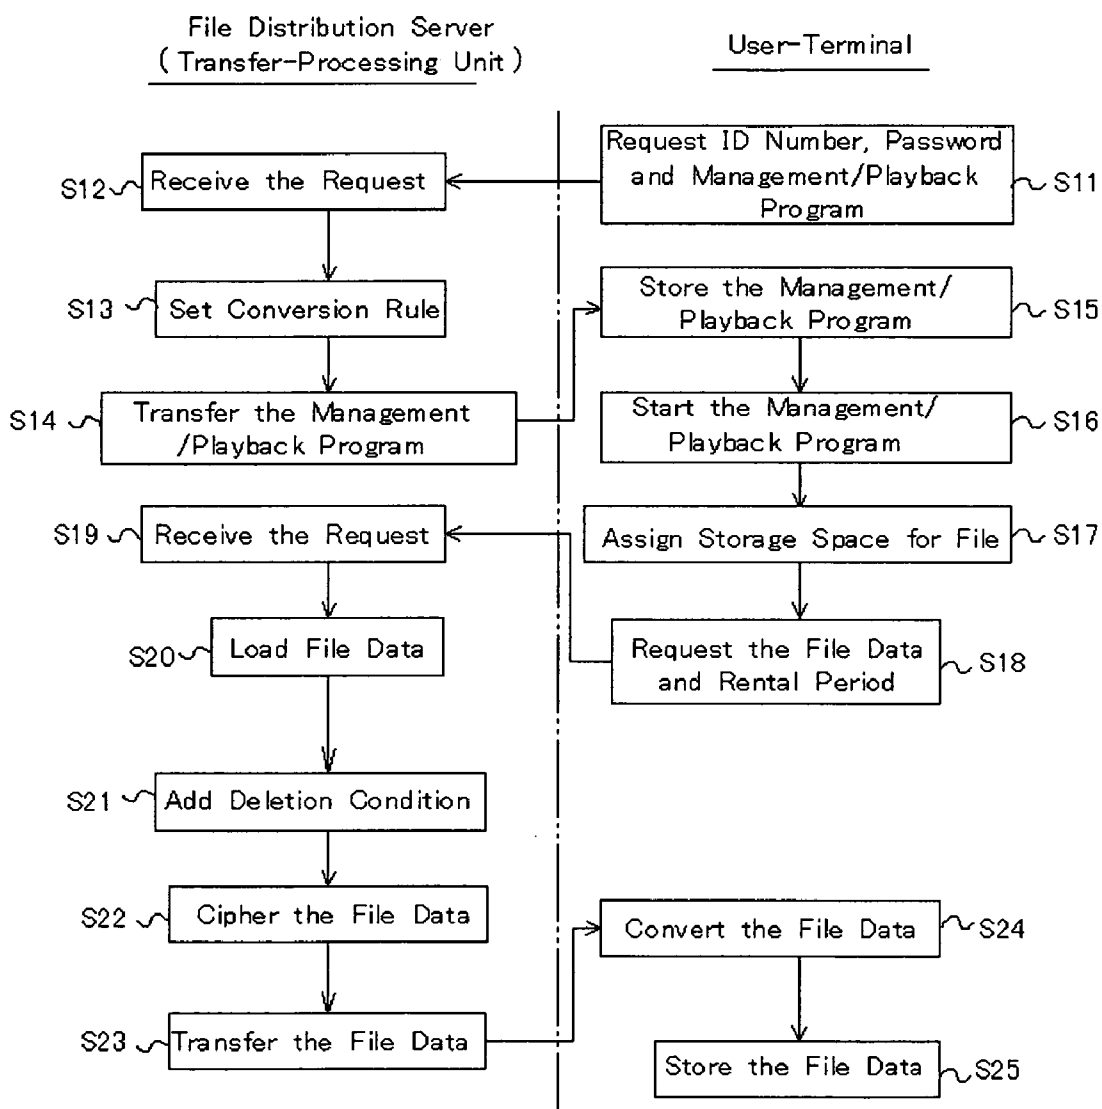 File Distribution Server
( Transfer-Processing Unit )
User-Terminal
Request ID Number, Password
and Management/Playback
Program
S11
S12
Receive the Request
S13
Set Conversion Rule
S14
Transfer the Management
/Playback Program
Store the Management/
Playback Program
S15
Start the Management/
Playback Program
S16
Assign Storage Space for File
S17
Request the File Data
and Rental Period
S18
S19
Receive the Request
S20
Load File Data
S21
Add Deletion Condition
S22
Cipher the File Data
S23
Transfer the File Data
Convert the File Data
S24
Store the File Data
S25